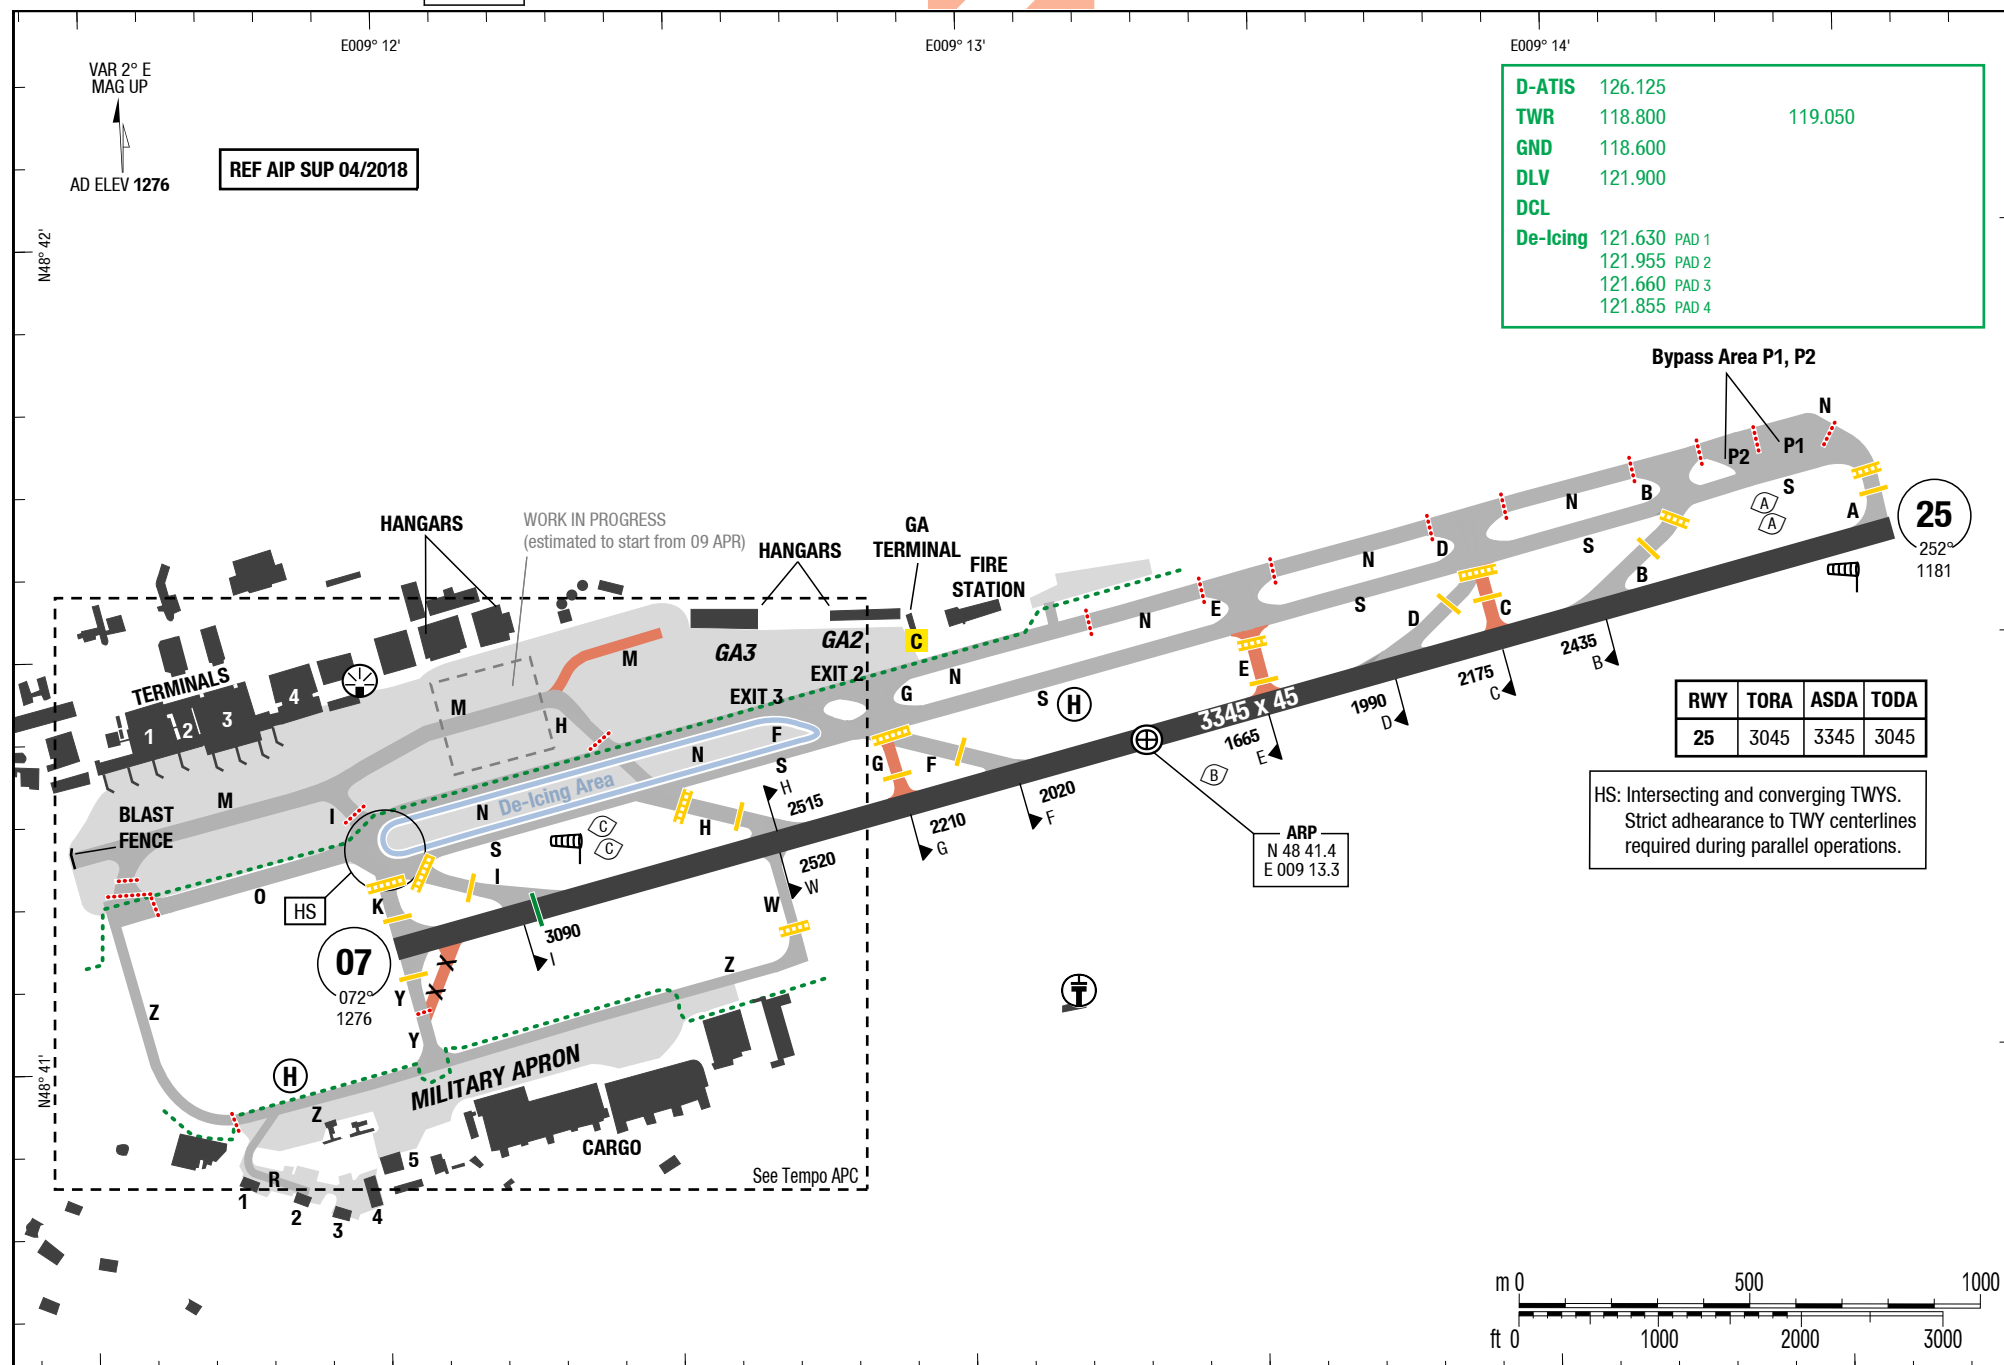 E009° 12'
E009° 13'
E009° 14'
VAR 2° E
MAG UP
AD ELEV 1276
REF AIP SUP 04/2018
N48° 42'
D-ATIS 126.125
TWR 118.800 119.050
GND 118.600
DLV 121.900
DCL
De-Icing 121.630 PAD 1
121.955 PAD 2
121.660 PAD 3
121.855 PAD 4
Bypass Area P1, P2
N
P1
P2
S
A
A
A
25
252°
1181
B
N
B
S
D
N
S
D
C
E
N
E
HANGARS
WORK IN PROGRESS
(estimated to start from 09 APR)
HANGARS
GA
TERMINAL
FIRE
STATION
C
GA3
GA2
EXIT 2
EXIT 3
G
N
S
H
TERMINALS
1
2
3
4
M
M
H
M
F
N
S
De-Icing Area
N
S
I
I
K
O
BLAST
FENCE
HS
C
C
H
H
2515
2520
W
W
G
F
2210
G
2020
F
3345 x 45
1665
E
B
1990
D
2175
C
2435
B
ARP
N 48 41.4
E 009 13.3
RWY TORA ASDA TODA
25 3045 3345 3045
HS: Intersecting and converging TWYS.
Strict adhearance to TWY centerlines
required during parallel operations.
3090
I
07
072°
1276
X
X
Y
Y
Z
Z
Z
H
MILITARY APRON
CARGO
T
R
1
2
3
4
5
N48° 41'
See Tempo APC
m 0 500 1000
ft 0 1000 2000 3000